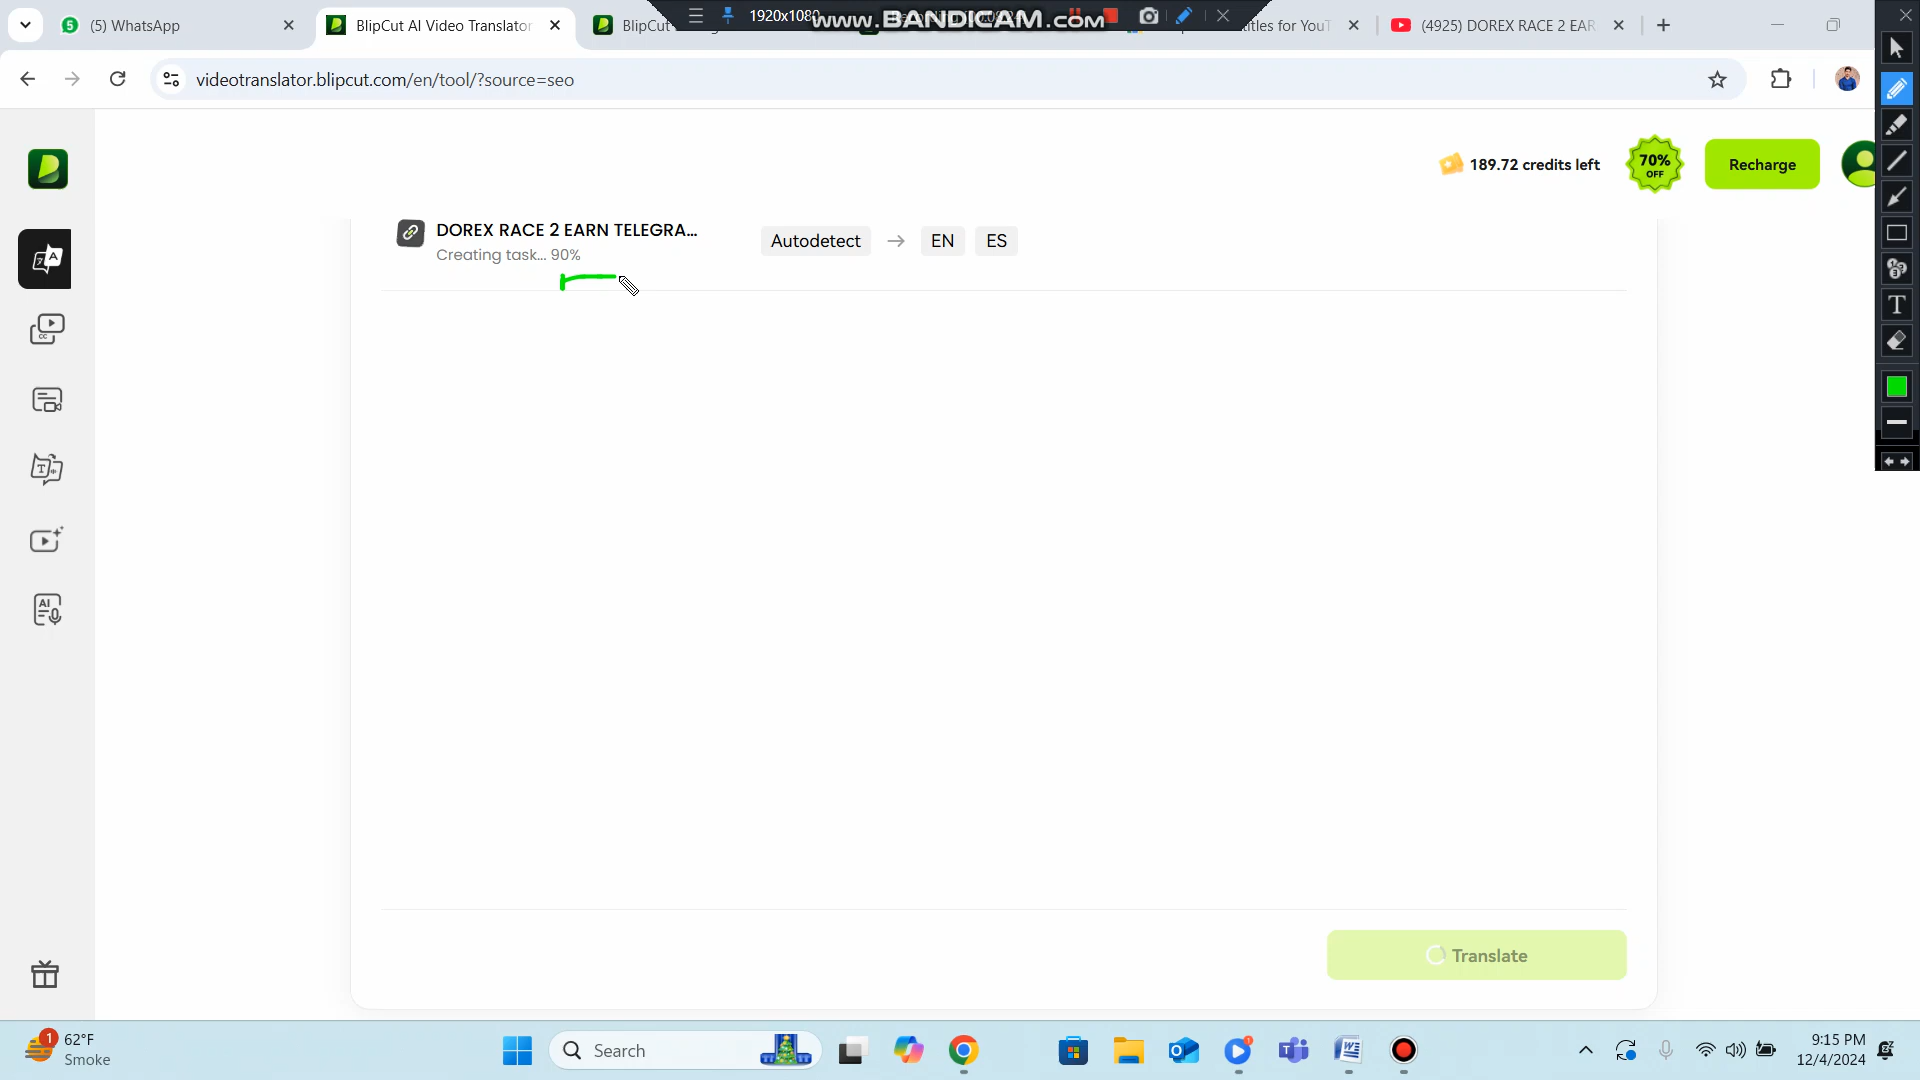 (5) WhatsApp
BlipCut AI Video Translator
BlipCut
1920x1080
www.BANDICAM.com
titles for YouT
(4925) DOREX RACE 2 EAR
videotranslator.blipcut.com/en/tool/?source=seo
189.72 credits left
70%
OFF
Recharge
DOREX RACE 2 EARN TELEGRA...
Creating task... 90%
Autodetect
EN
ES
Translate
62°F
Smoke
Search
9:15 PM
12/4/2024